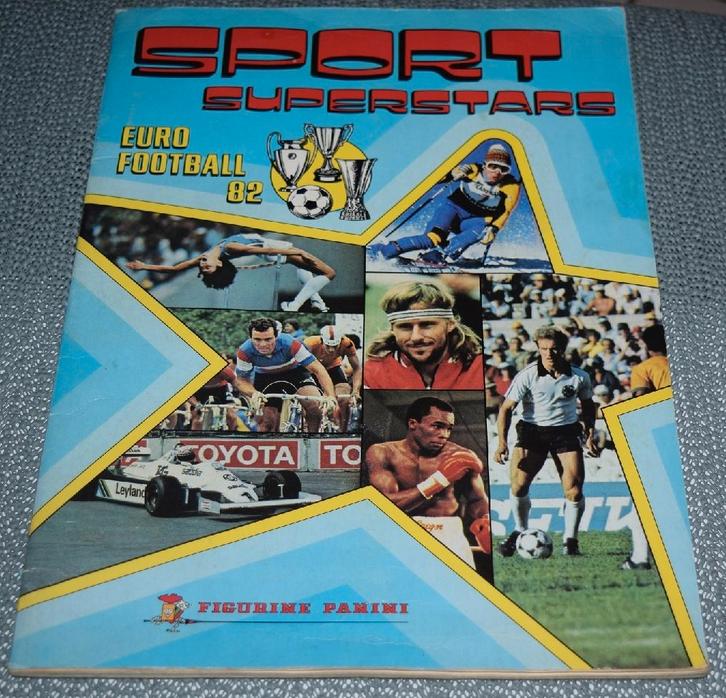 SPORT
SUPERSTARS
EURO
FOOTBALL
82
TOYOTA TO
Leyland
FIGURINE PANINI